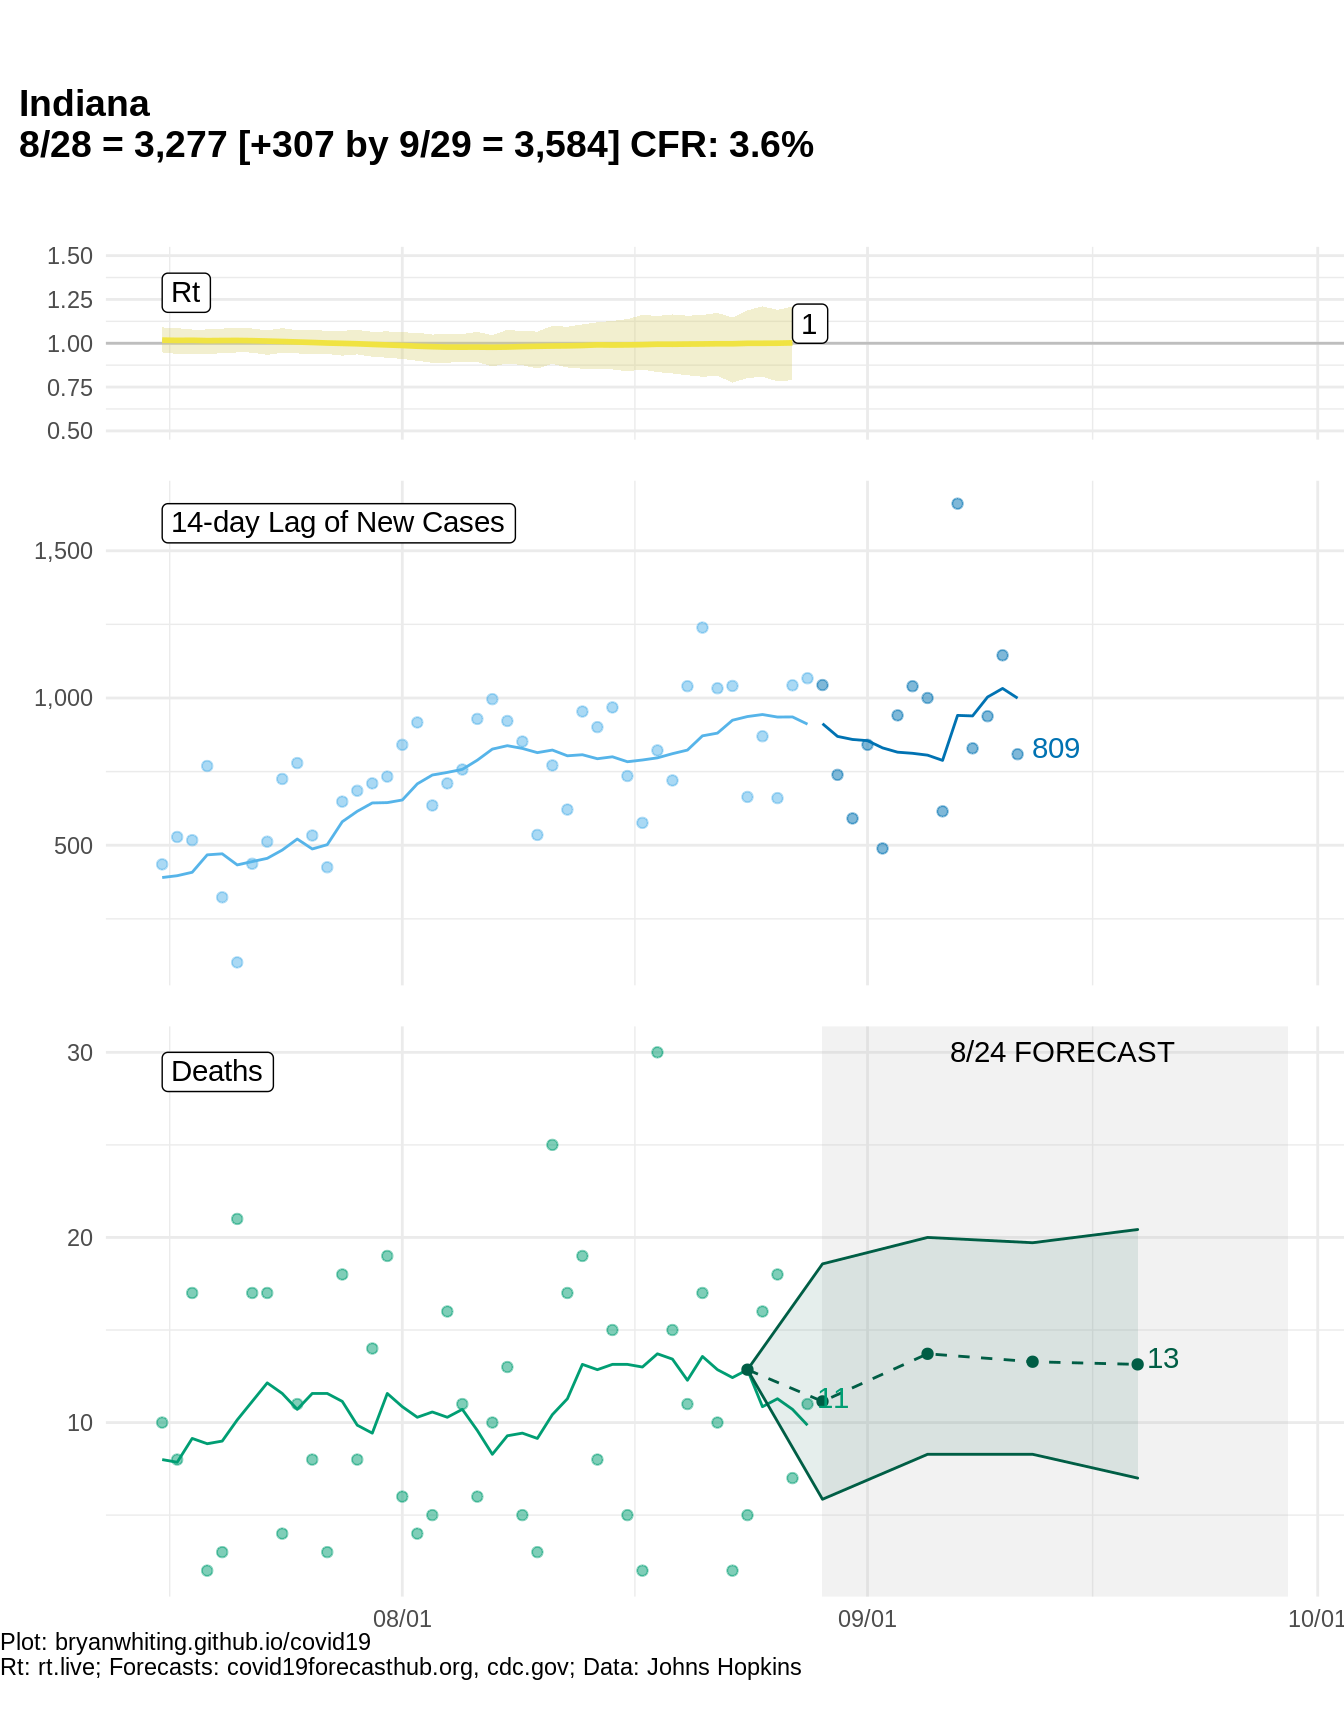 Indiana
8/28 = 3,277 [+307 by 9/29 = 3,584] CFR: 3.6%
1.50
1.25
1.00
0.75
0.50
Rt
1
14-day Lag of New Cases
1,500
1,000
500
809
Deaths
8/24 FORECAST
30
20
10
13
11
08/01
09/01
10/01
Plot: bryanwhiting.github.io/covid19
Rt: rt.live; Forecasts: covid19forecasthub.org, cdc.gov; Data: Johns Hopkins